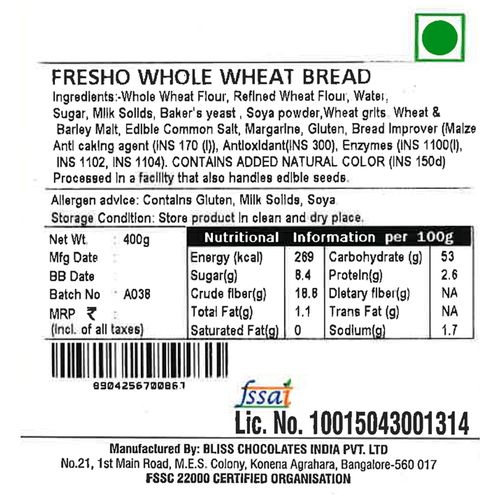 FRESHO WHOLE WHEAT BREAD
Ingredients:-Whole Wheat Flour, Refined Wheat Flour, Water,
Sugar, Milk Solids, Baker's yeast , Soya powder,Wheat grits Wheat &
Barley Malt, Edible Common Salt, Margarine, Gluten, Bread Improver (Maize
Anti caking agent (INS 170 (i)), Antioxidant(INS 300), Enzymes (INS 1100(i),
INS 1102, INS 1104). CONTAINS ADDED NATURAL COLOR (INS 150d)
Processed in a facility that also handles edible seeds.
Allergen advice: Contains Gluten, Milk Solids, Soya
Storage Condition: Store product in clean and dry place.
Net Wt. : 400g
Mfg Date :
BB Date :
Batch No : A038
MRP ₹ :
(Incl. of all taxes)
Nutritional Information per 100g
Energy (kcal) 269 Carbohydrate (g) 53
Sugar(g) 8.4 Protein(g) 2.6
Crude fiber(g) 18.8 Dietary fiber(g) NA
Total Fat(g) 1.1 Trans Fat (g) NA
Saturated Fat(g) 0 Sodium(g) 1.7
8904256700861
fssai
Lic. No. 10015043001314
Manufactured By: BLISS CHOCOLATES INDIA PVT. LTD
No.21, 1st Main Road, M.E.S. Colony, Konena Agrahara, Bangalore-560 017
FSSC 22000 CERTIFIED ORGANISATION